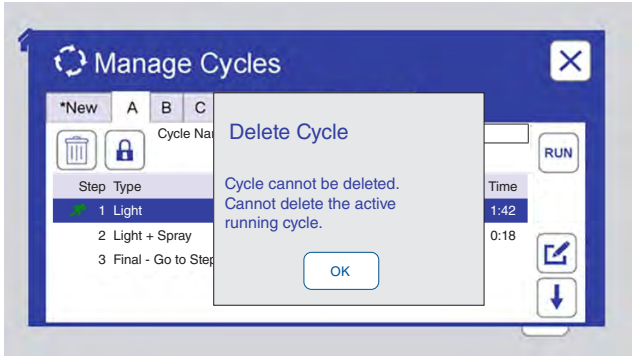 Manage Cycles
*New A B C
Cycle Nar
RUN
Delete Cycle
Cycle cannot be deleted.
Cannot delete the active
running cycle.
OK
Step Type Time
1 Light 1:42
2 Light + Spray 0:18
3 Final - Go to Step